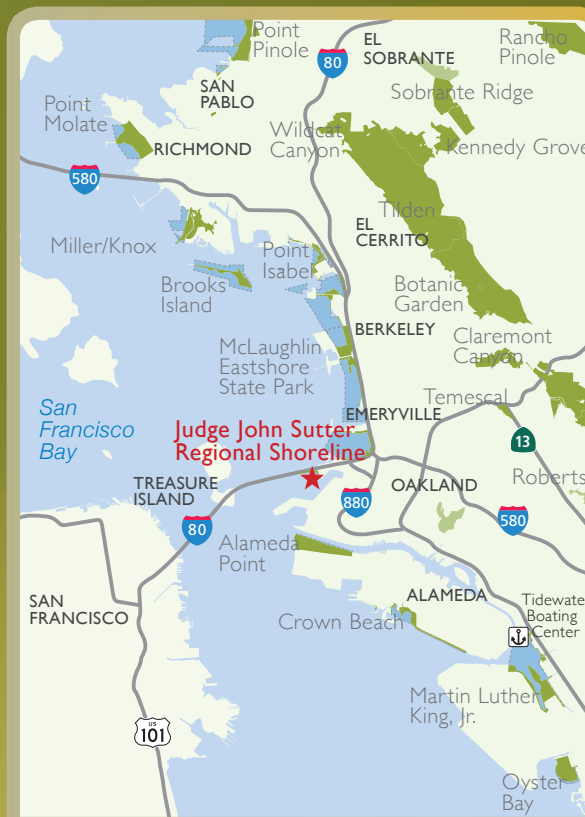 Point
Pinole
80
EL
SOBRANTE
Rancho
Pinole
SAN
PABLO
Sobrante Ridge
Point
Molate
RICHMOND
Wildcat
Canyon
Kennedy Grove
580
Tilden
EL
CERRITO
Miller/Knox
Point
Isabel
Brooks
Island
Botanic
Garden
BERKELEY
McLaughlin
Eastshore
State Park
Claremont
Canyon
Temescal
San
Francisco
Bay
EMERYVILLE
Judge John Sutter
Regional Shoreline
13
TREASURE
ISLAND
880
OAKLAND
Roberts
580
80
Alameda
Point
SAN
FRANCISCO
ALAMEDA
Tidewater
Boating
Center
Crown Beach
Martin Luther
King, Jr.
US
101
Oyster
Bay